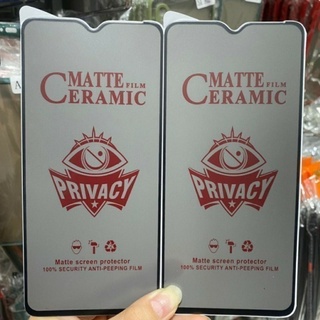 MATTE FILM
CERAMIC
PRIVACY
Matte screen protector
100% SECURITY ANTI-PEEPING FILM
MATTE FILM
CERAMIC
PRIVACY
Matte screen protector
100% SECURITY ANTI-PEEPING FILM